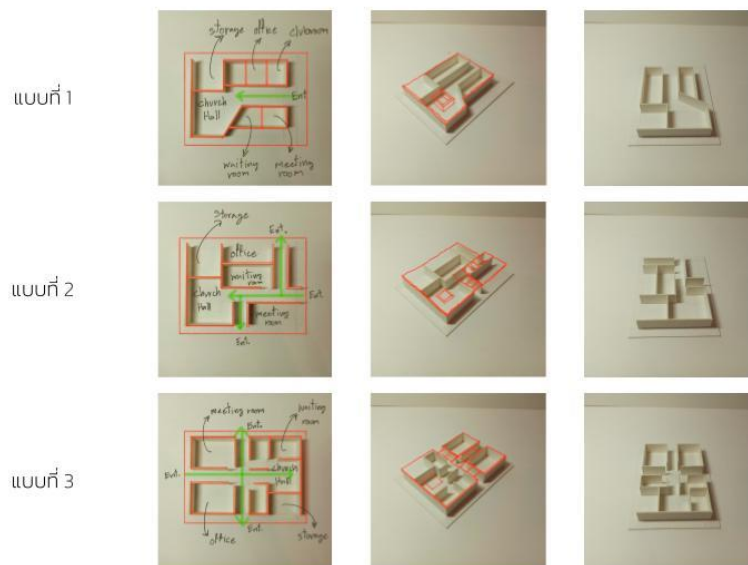 แบบที่ 1
storage office clubroom
church Hall
Ent.
waiting room
meeting room
แบบที่ 2
storage
Ent.
office
waiting room
church Hall
Ent.
meeting room
Ent.
แบบที่ 3
meeting room
waiting room
Ent.
Ent.
church Hall
Ent.
office
storage